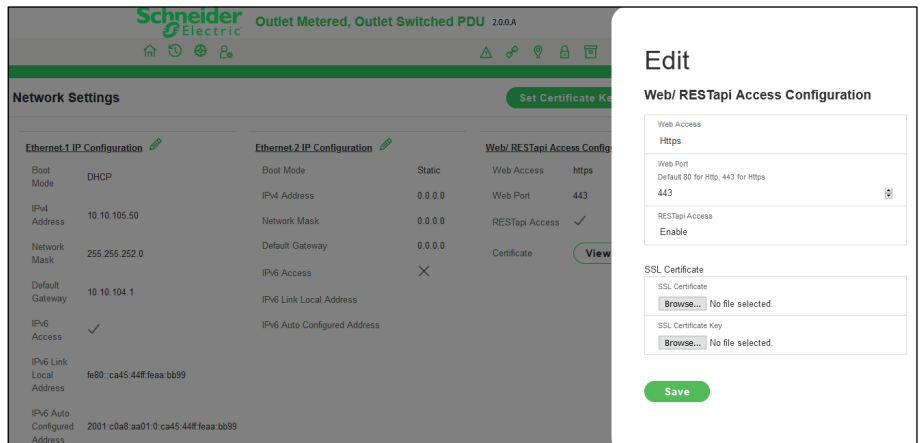 Schneider
Electric
Outlet Metered, Outlet Switched PDU 2.0.0.A
Network Settings
Set Certificate Ke
Ethernet-1 IP Configuration
Boot Mode DHCP
IPv4 Address 10.10.105.50
Network Mask 255.255.252.0
Default Gateway 10.10.104.1
IPv6 Access
IPv6 Link Local Address fe80::ca45:44ff:feaa:bb99
IPv6 Auto Configured Address 2001:c0a8:aa01:0:ca45:44ff:feaa:bb99
Ethernet-2 IP Configuration
Boot Mode Static
IPv4 Address 0.0.0.0
Network Mask 0.0.0.0
Default Gateway 0.0.0.0
IPv6 Access
IPv6 Link Local Address
IPv6 Auto Configured Address
Web/ RESTapi Access Config
Web Access https
Web Port 443
RESTapi Access
Certificate View
Edit
Web/ RESTapi Access Configuration
Web Access
Https
Web Port
Default 80 for Http, 443 for Https
443
RESTapi Access
Enable
SSL Certificate
SSL Certificate
Browse... No file selected.
SSL Certificate Key
Browse... No file selected.
Save